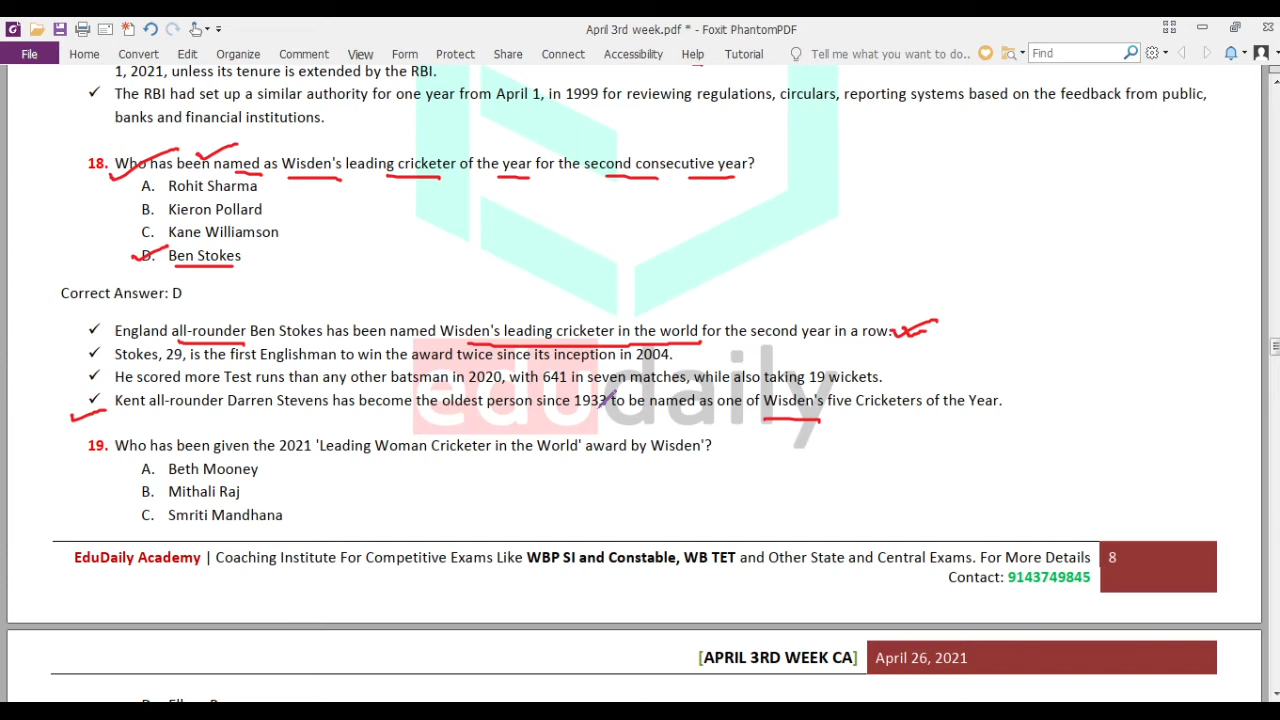 April 3rd week.pdf * - Foxit PhantomPDF
File Home Convert Edit Organize Comment View Form Protect Share Connect Accessibility Help Tutorial Tell me what you want to do.. Find
1, 2021, unless its tenure is extended by the RBI.
✓ The RBI had set up a similar authority for one year from April 1, in 1999 for reviewing regulations, circulars, reporting systems based on the feedback from public,
banks and financial institutions.
18. Who has been named as Wisden's leading cricketer of the year for the second consecutive year?
A. Rohit Sharma
B. Kieron Pollard
C. Kane Williamson
D. Ben Stokes
Correct Answer: D
✓ England all-rounder Ben Stokes has been named Wisden's leading cricketer in the world for the second year in a row.
✓ Stokes, 29, is the first Englishman to win the award twice since its inception in 2004.
✓ He scored more Test runs than any other batsman in 2020, with 641 in seven matches, while also taking 19 wickets.
✓ Kent all-rounder Darren Stevens has become the oldest person since 1933 to be named as one of Wisden's five Cricketers of the Year.
edudaily
19. Who has been given the 2021 'Leading Woman Cricketer in the World' award by Wisden'?
A. Beth Mooney
B. Mithali Raj
C. Smriti Mandhana
EduDaily Academy | Coaching Institute For Competitive Exams Like WBP SI and Constable, WB TET and Other State and Central Exams. For More Details 8
Contact: 9143749845
[APRIL 3RD WEEK CA] April 26, 2021